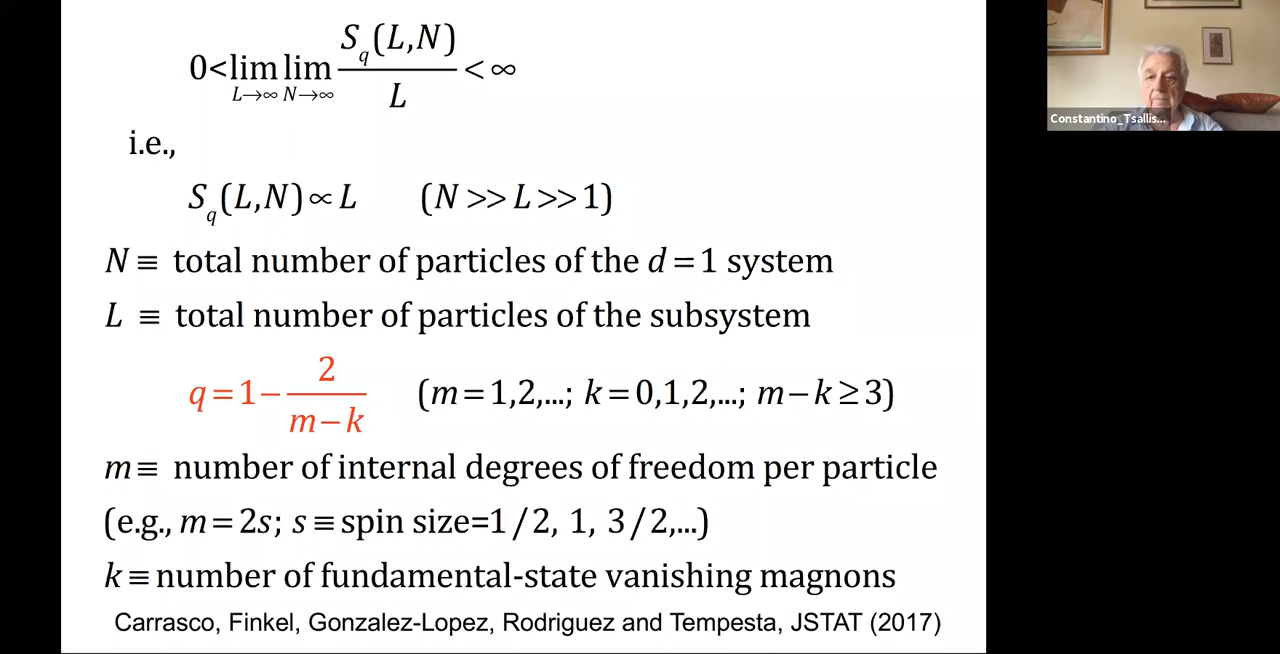 0<lim lim S_q(L,N)/L < ∞
L→∞ N→∞
i.e.,
S_q(L,N) ∝ L (N >> L >> 1)
N ≡ total number of particles of the d = 1 system
L ≡ total number of particles of the subsystem
q = 1 − 2/(m − k) (m = 1,2,...; k = 0,1,2,...; m − k ≥ 3)
m ≡ number of internal degrees of freedom per particle
(e.g., m = 2s; s ≡ spin size=1/2, 1, 3/2,...)
k ≡ number of fundamental-state vanishing magnons
Carrasco, Finkel, Gonzalez-Lopez, Rodriguez and Tempesta, JSTAT (2017)
Constantino_Tsallis...